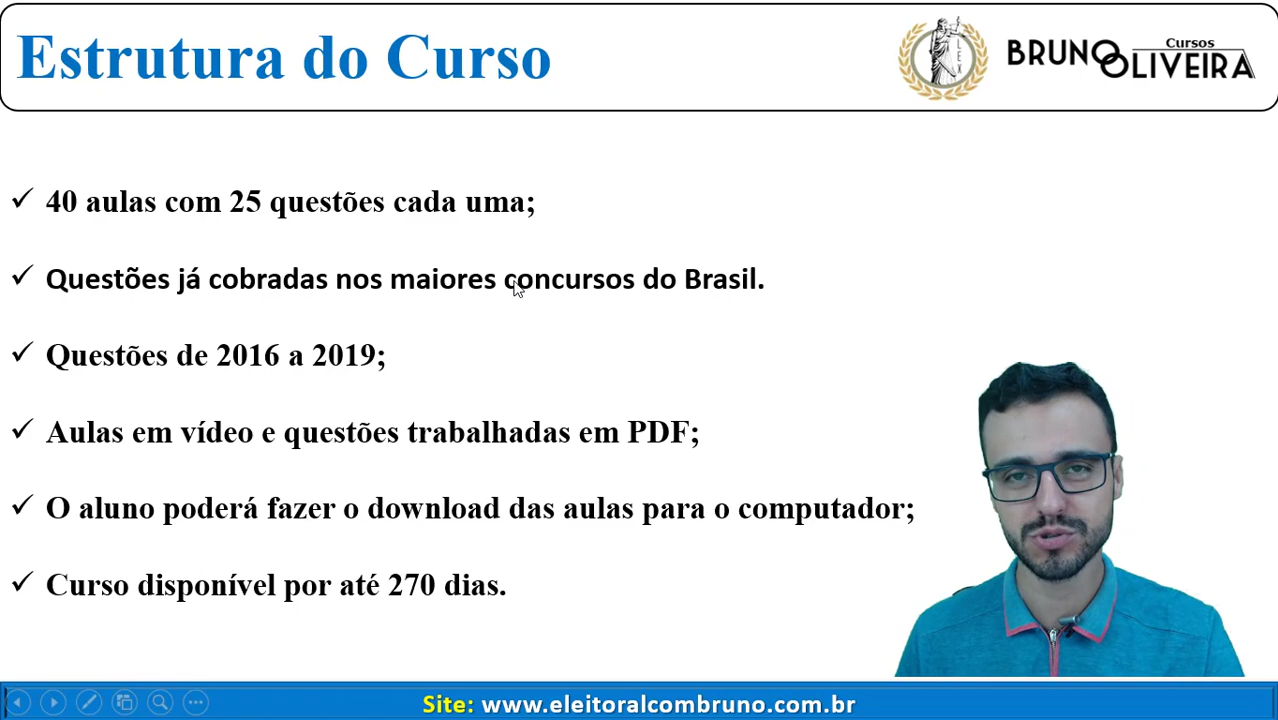 Estrutura do Curso
LEX
Cursos
BRUNO OLIVEIRA
40 aulas com 25 questões cada uma;
Questões já cobradas nos maiores concursos do Brasil.
Questões de 2016 a 2019;
Aulas em vídeo e questões trabalhadas em PDF;
O aluno poderá fazer o download das aulas para o computador;
Curso disponível por até 270 dias.
Site: www.eleitoralcombruno.com.br